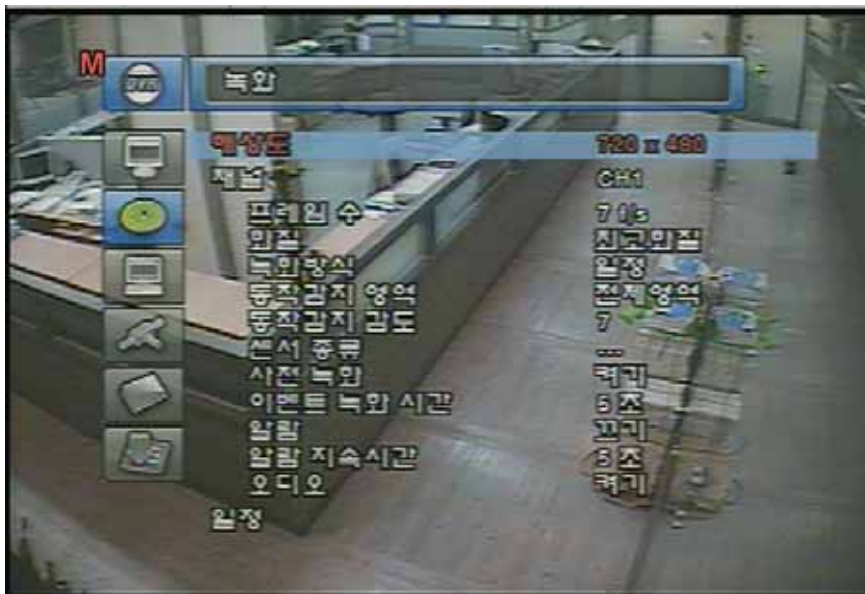 M
DVR
녹화
해상도 720 x 480
채널 CH1
프레임 수 7 f/s
화질 최고화질
녹화방식 일정
동작감지 영역 전체영역
동작감지 감도 7
센서 종류 ...
사전 녹화 켜기
이벤트 녹화 시간 5 초
알람 끄기
알람 지속시간 5 초
오디오 켜기
일정